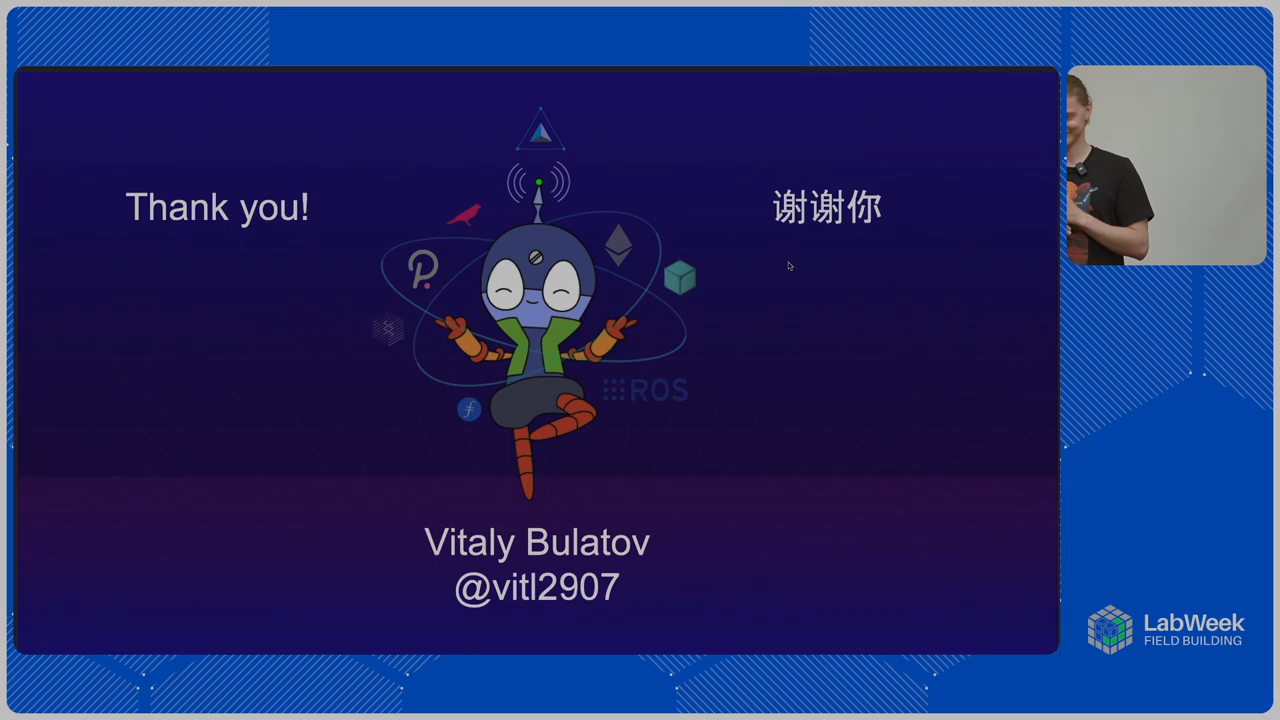 Thank you!
谢谢你
ROS
Vitaly Bulatov
@vitl2907
LabWeek
FIELD BUILDING